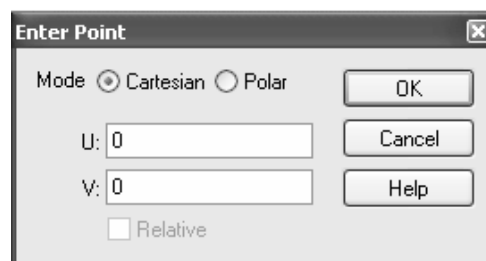 Enter Point
Mode Cartesian Polar
OK
U: 0
Cancel
V: 0
Help
Relative